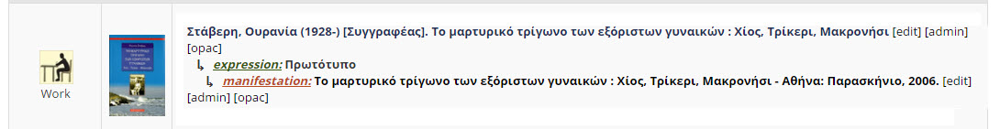 Στάβερη, Ουρανία (1928-) [Συγγραφέας]. Το μαρτυρικό τρίγωνο των εξόριστων γυναικών : Χίος, Τρίκερι, Μακρονήσι [edit] [admin]
[opac]
↳ expression: Πρωτότυπο
↳ manifestation: Το μαρτυρικό τρίγωνο των εξόριστων γυναικών : Χίος, Τρίκερι, Μακρονήσι - Αθήνα: Παρασκήνιο, 2006. [edit]
[admin] [opac]
Work